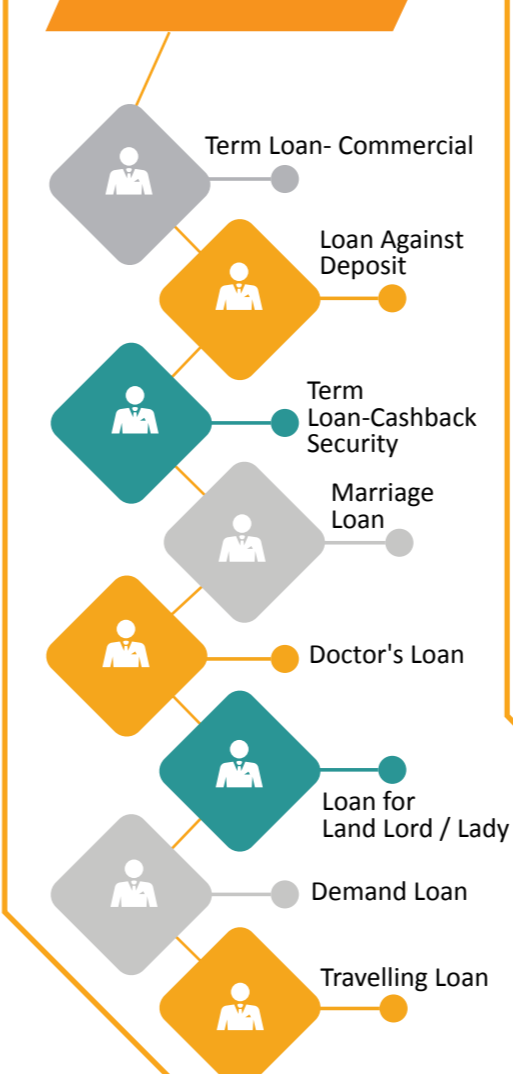 Term Loan- Commercial
Loan Against
Deposit
Term
Loan-Cashback
Security
Marriage
Loan
Doctor's Loan
Loan for
Land Lord / Lady
Demand Loan
Travelling Loan